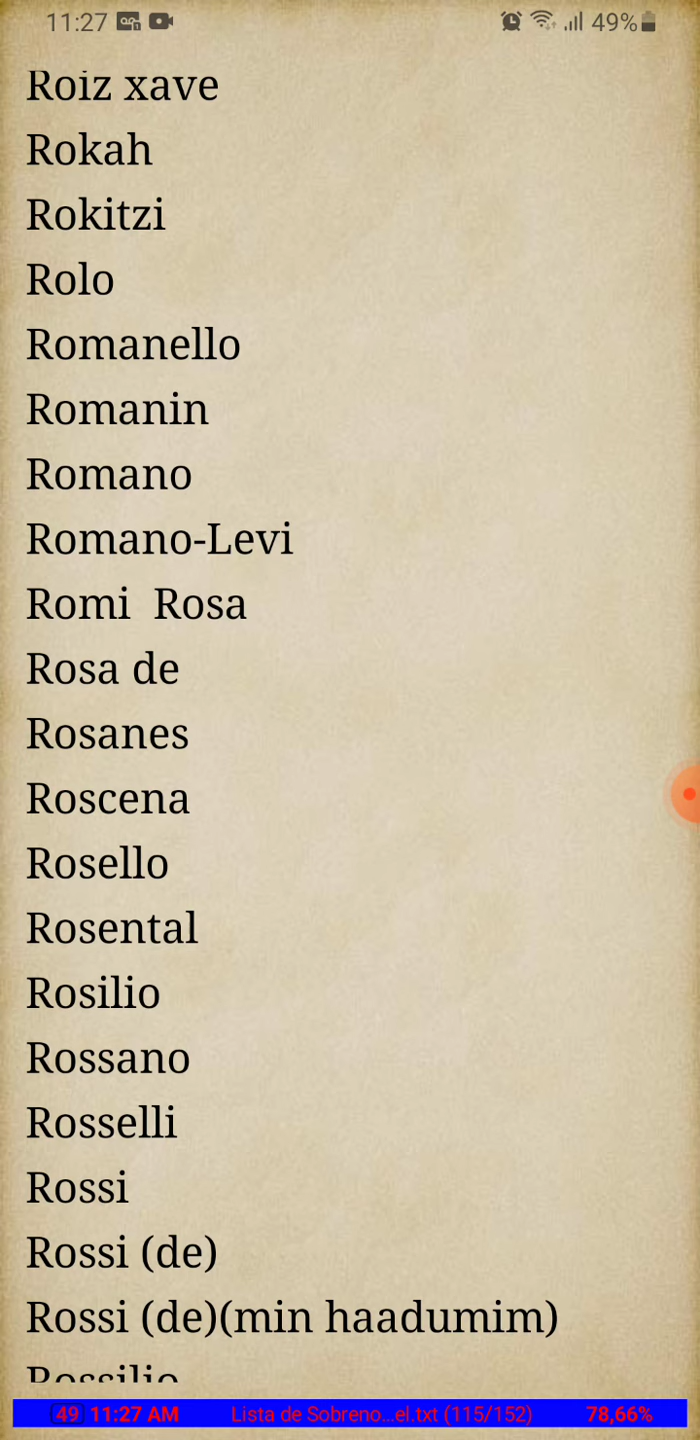 11:27 49%
Roiz xave
Rokah
Rokitzi
Rolo
Romanello
Romanin
Romano
Romano-Levi
Romi  Rosa
Rosa de
Rosanes
Roscena
Rosello
Rosental
Rosilio
Rossano
Rosselli
Rossi
Rossi (de)
Rossi (de)(min haadumim)
Rossilio
49 11:27 AM Lista de Sobreno...el.txt (115/152) 78,66%